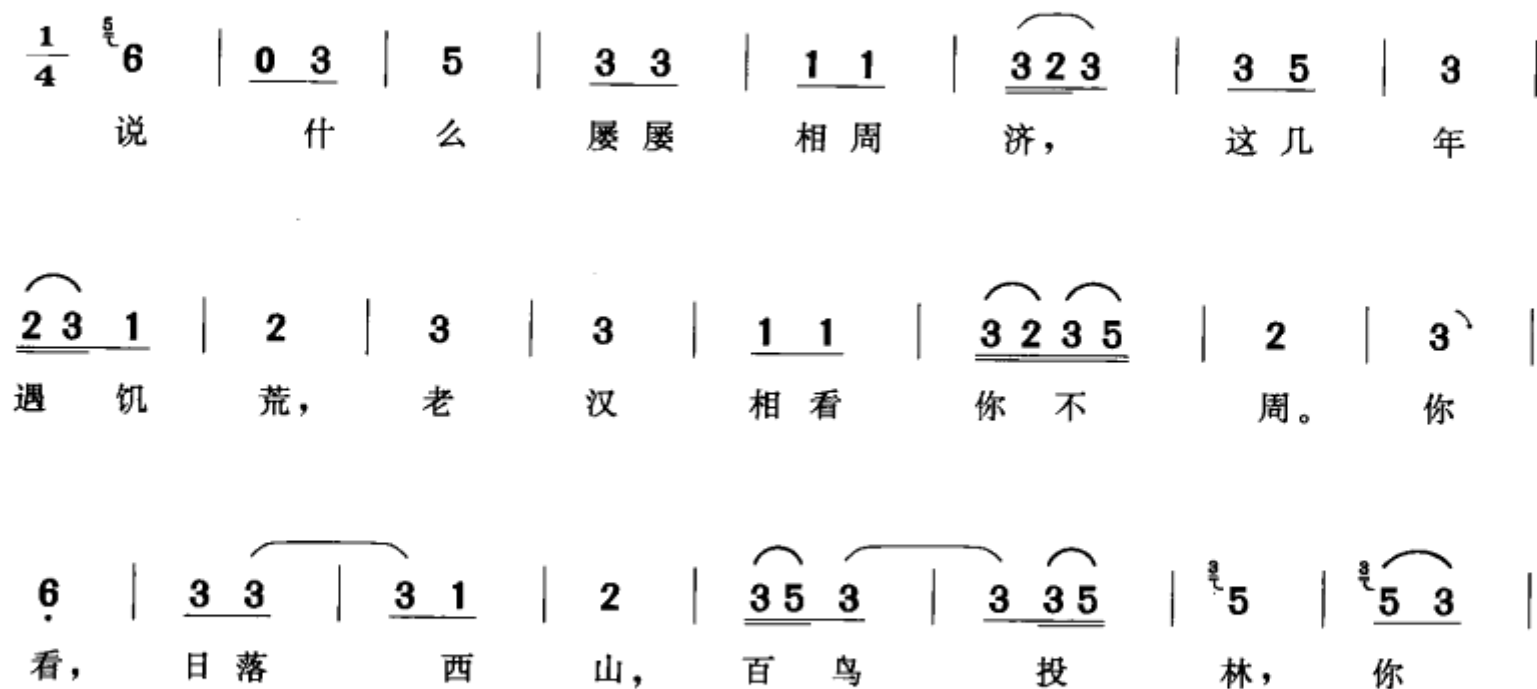 1/4 5 6 | 0 3 | 5 | 3 3 | 1 1 | 3 2 3 | 3 5 | 3 |
说 什 么 屡 屡 相 周 济， 这 几 年
2 3 1 | 2 | 3 | 3 | 1 1 | 3 2 3 5 | 2 | 3 |
遇 饥 荒， 老 汉 相 看 你 不 周。 你
6 | 3 3 | 3 1 | 2 | 3 5 3 | 3 3 5 | 3 5 | 3 5 3 |
看， 日 落 西 山， 百 鸟 投 林， 你